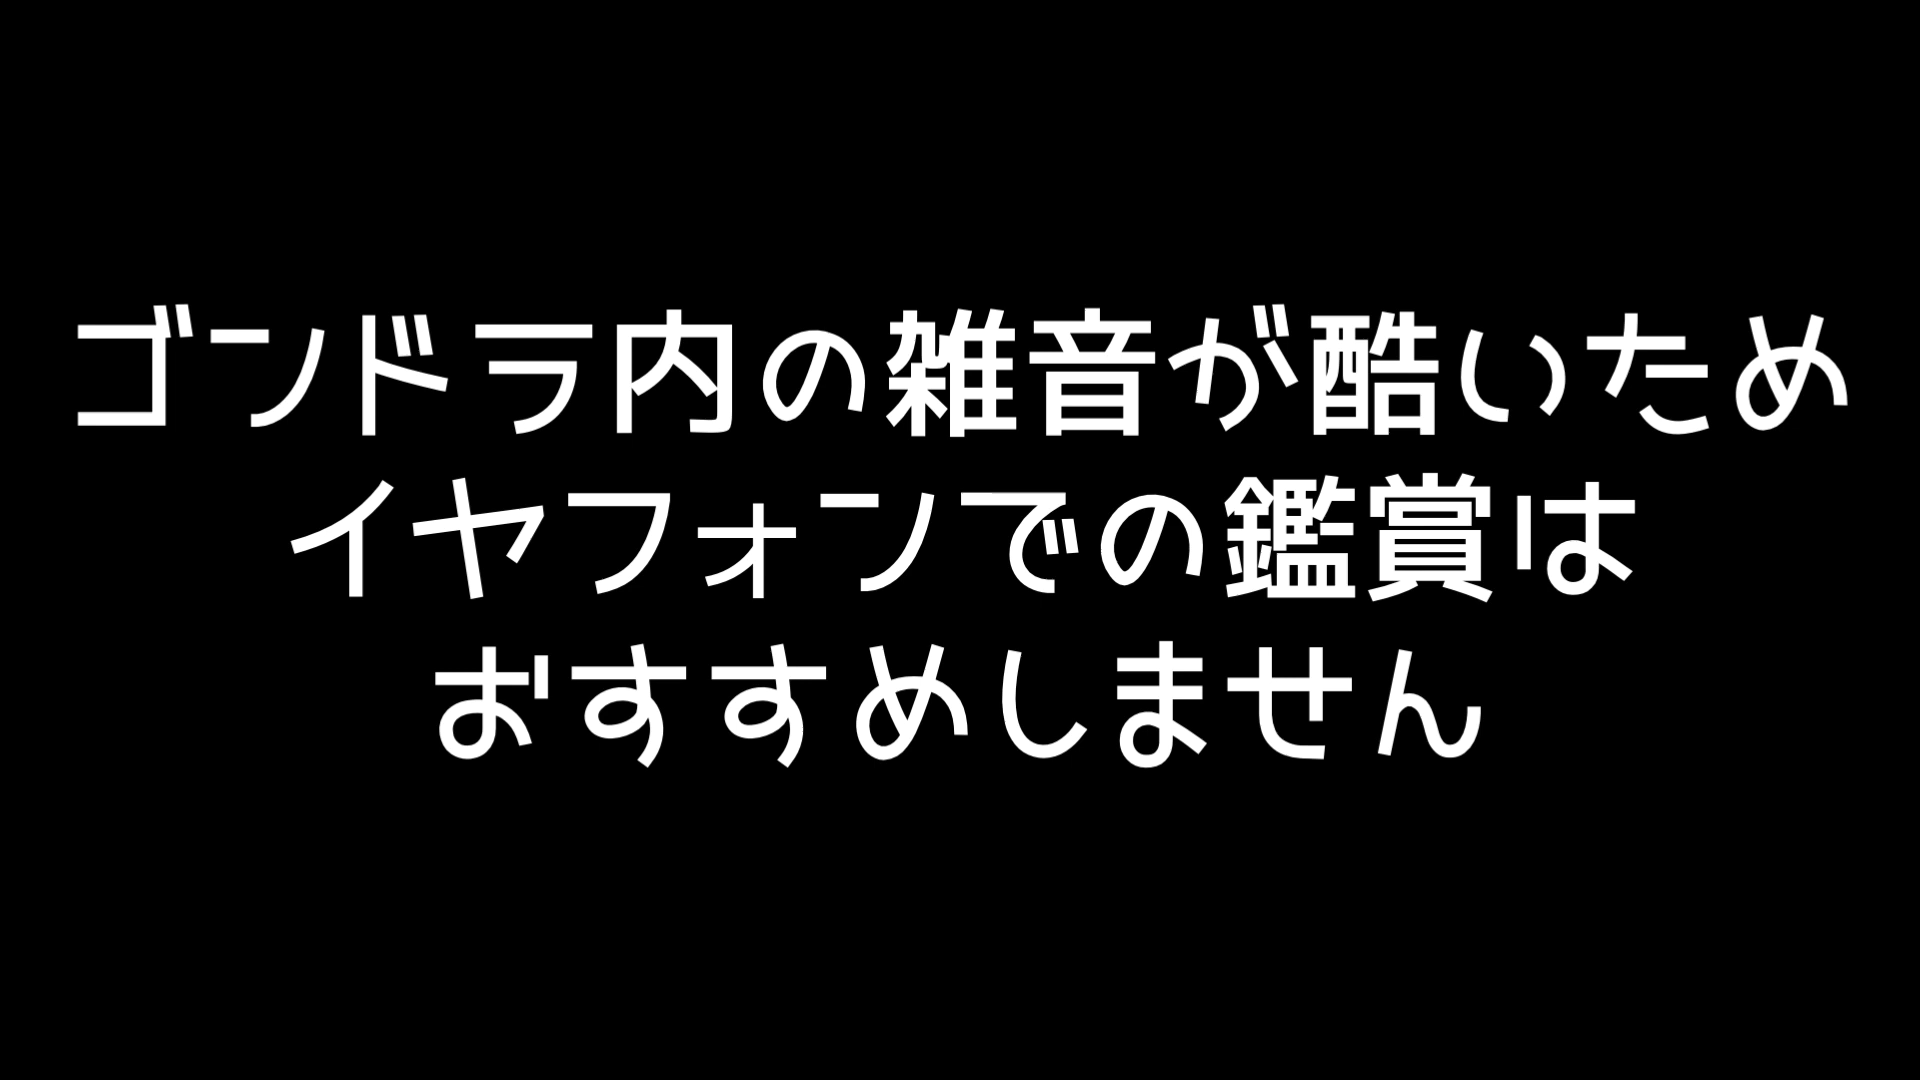 ゴンドラ内の雑音が酷いため
イヤフォンでの鑑賞は
おすすめしません